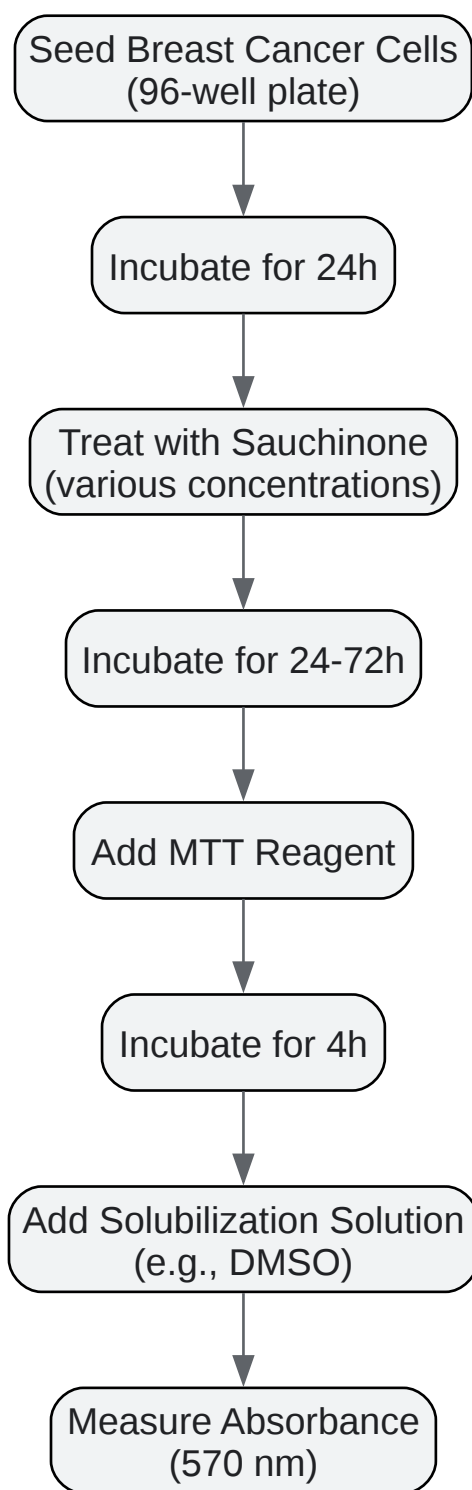 Seed Breast Cancer Cells
(96-well plate)
Incubate for 24h
Treat with Sauchinone
(various concentrations)
Incubate for 24-72h
Add MTT Reagent
Incubate for 4h
Add Solubilization Solution
(e.g., DMSO)
Measure Absorbance
(570 nm)